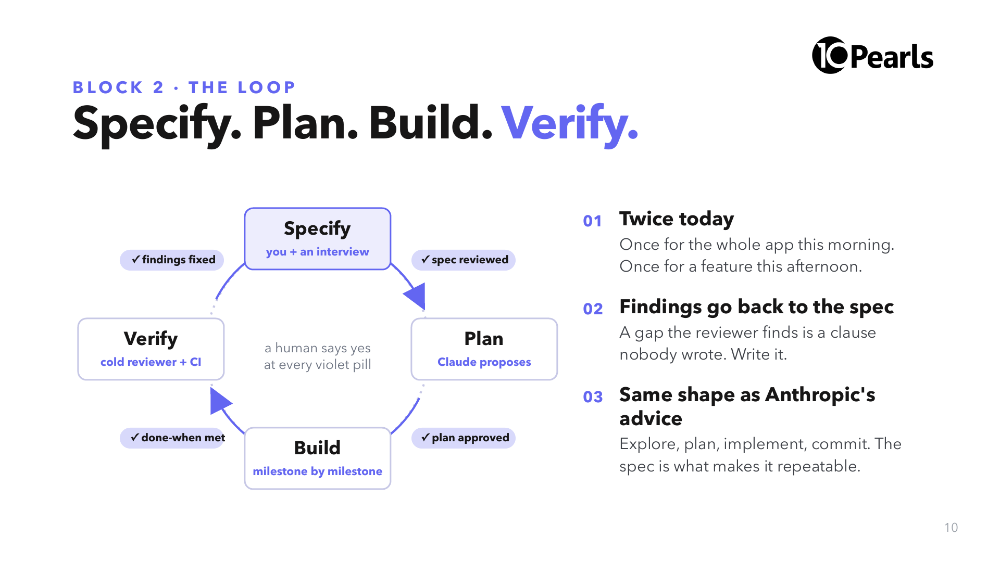 10Pearls
BLOCK 2 · THE LOOP
Specify. Plan. Build. Verify.
Specify
you + an interview
✓ findings fixed
✓ spec reviewed
Verify
cold reviewer + CI
a human says yes
at every violet pill
Plan
Claude proposes
✓ done-when met
✓ plan approved
Build
milestone by milestone
01 Twice today
Once for the whole app this morning.
Once for a feature this afternoon.
02 Findings go back to the spec
A gap the reviewer finds is a clause
nobody wrote. Write it.
03 Same shape as Anthropic's
advice
Explore, plan, implement, commit. The
spec is what makes it repeatable.
10